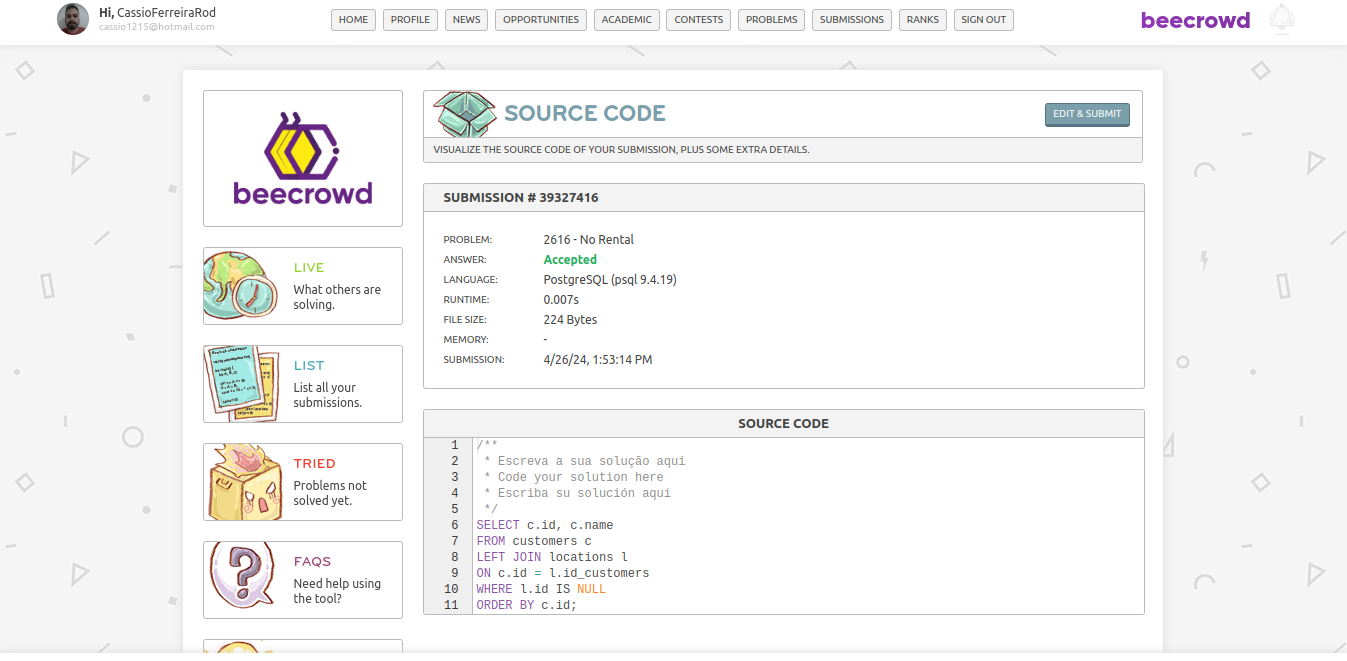 Hi, CassioFerreiraRod
cassio1215@hotmail.com
HOME
PROFILE
NEWS
OPPORTUNITIES
ACADEMIC
CONTESTS
PROBLEMS
SUBMISSIONS
RANKS
SIGN OUT
beecrowd
beecrowd
LIVE
What others are
solving.
LIST
List all your
submissions.
TRIED
Problems not
solved yet.
FAQS
Need help using
the tool?
SOURCE CODE
EDIT & SUBMIT
VISUALIZE THE SOURCE CODE OF YOUR SUBMISSION, PLUS SOME EXTRA DETAILS.
SUBMISSION # 39327416
PROBLEM: 2616 - No Rental
ANSWER: Accepted
LANGUAGE: PostgreSQL (psql 9.4.19)
RUNTIME: 0.007s
FILE SIZE: 224 Bytes
MEMORY: -
SUBMISSION: 4/26/24, 1:53:14 PM
SOURCE CODE
1 /**
2 * Escreva a sua solução aqui
3 * Code your solution here
4 * Escriba su solución aquí
5 */
6 SELECT c.id, c.name
7 FROM customers c
8 LEFT JOIN locations l
9 ON c.id = l.id_customers
10 WHERE l.id IS NULL
11 ORDER BY c.id;